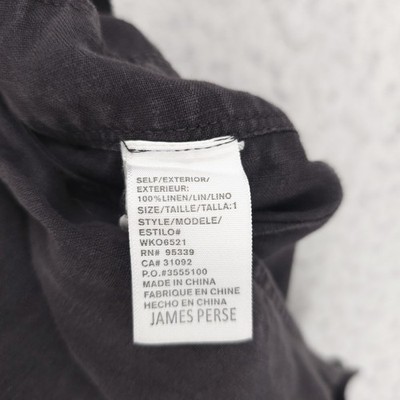 SELF/EXTERIOR/
EXTERIEUR:
100%LINEN/LIN/LINO
SIZE/TAILLE/TALLA:1
STYLE/MODELE/
ESTILO#
WKO6521
RN# 95339
CA# 31092
P.O.#3555100
MADE IN CHINA
FABRIQUE EN CHINE
HECHO EN CHINA
JAMES PERSE